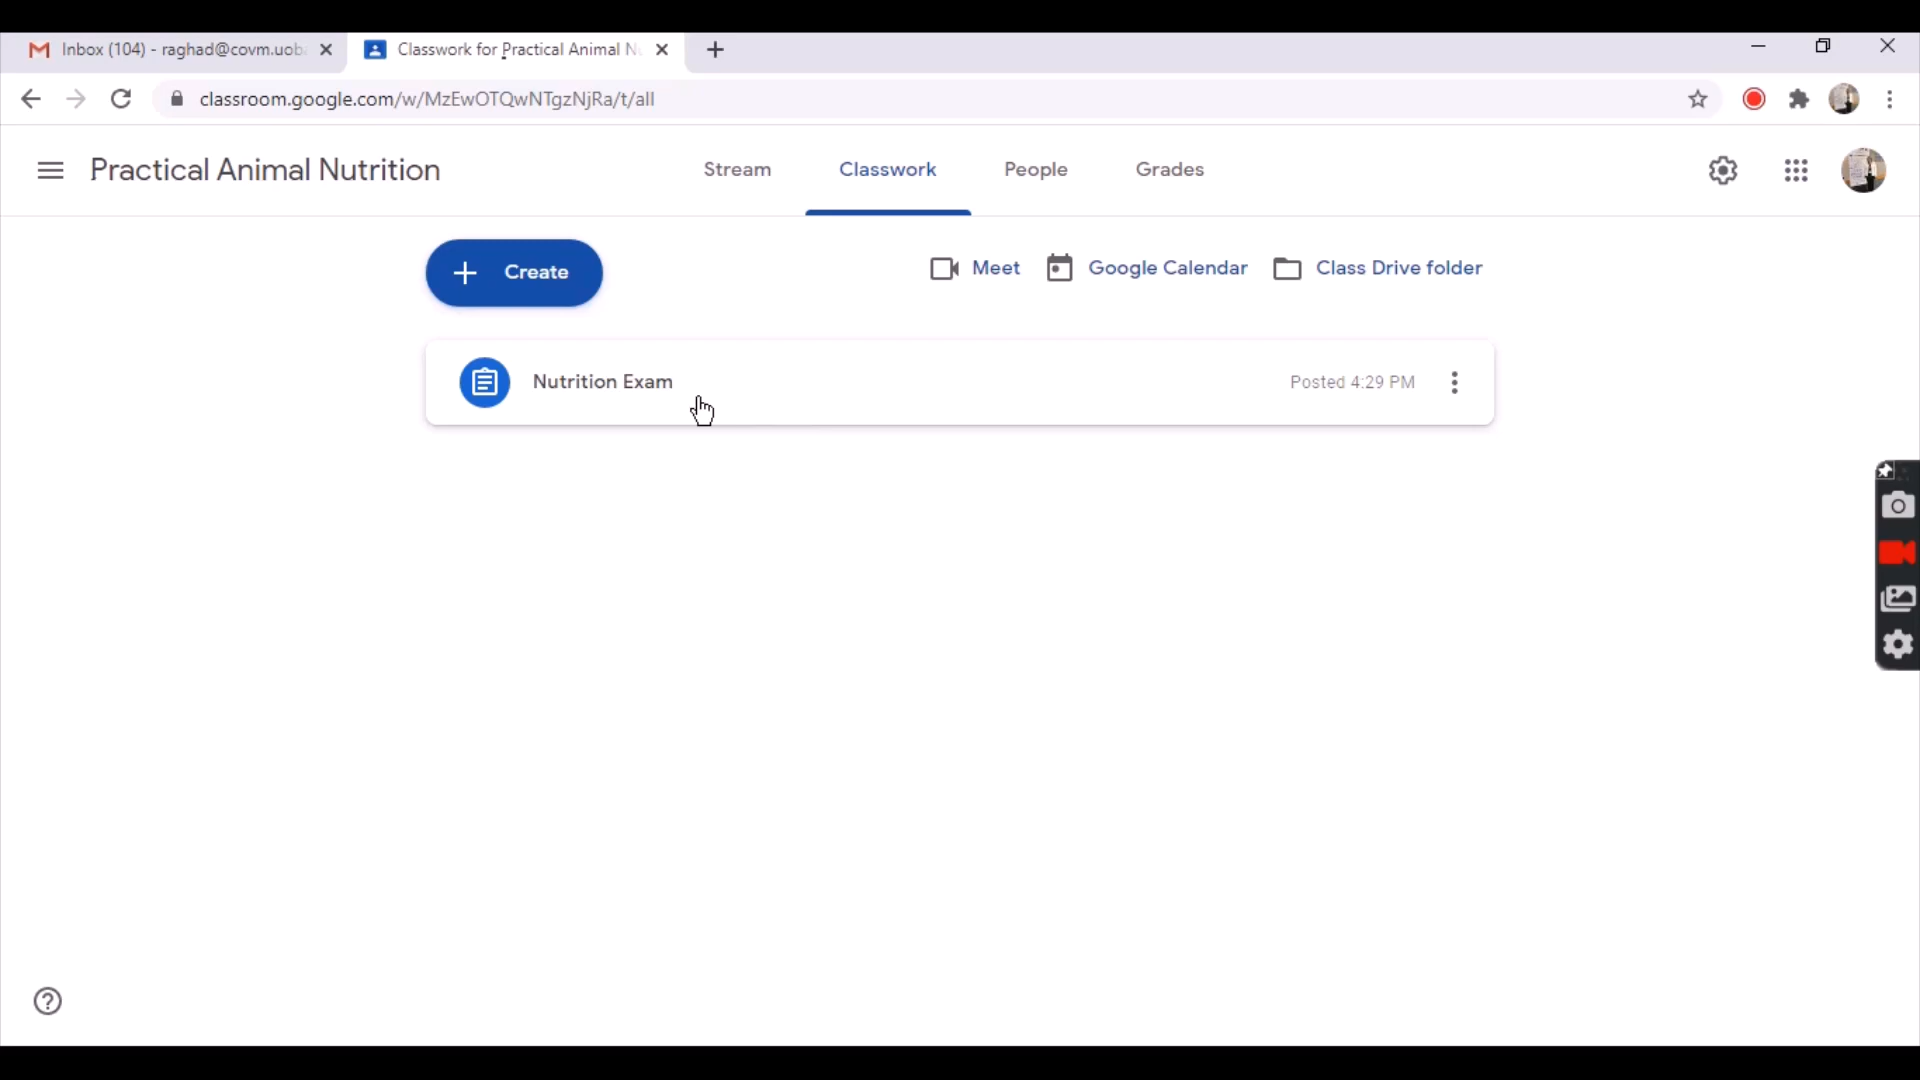 Inbox (104) - raghad@covm.uob
Classwork for Practical Animal N
classroom.google.com/w/MzEwOTQwNTgzNjRa/t/all
Practical Animal Nutrition
Stream
Classwork
People
Grades
Create
Meet
Google Calendar
Class Drive folder
Nutrition Exam
Posted 4:29 PM